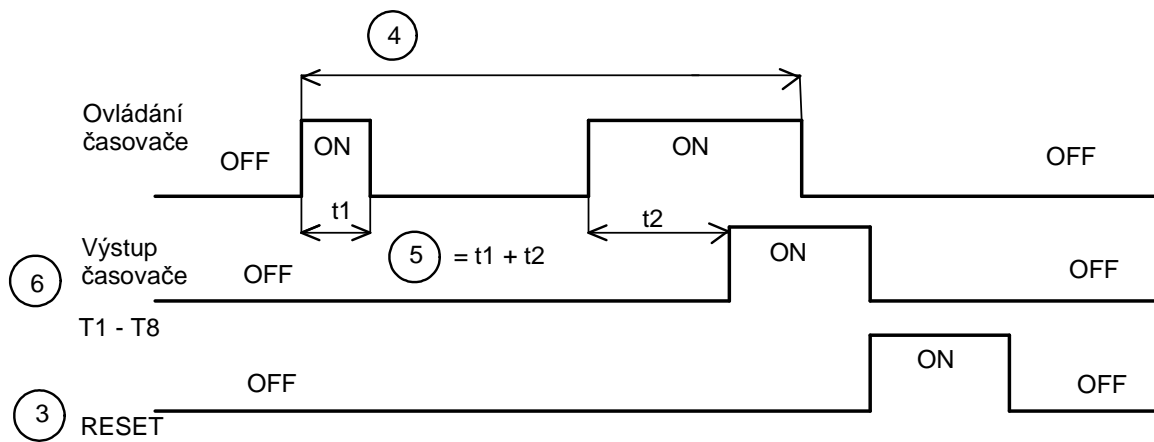 4
Ovládání
časovače
OFF
ON
ON
OFF
t1
t2
Výstup
časovače
5 = t1 + t2
ON
6
OFF
OFF
T1 - T8
ON
OFF
OFF
3
RESET